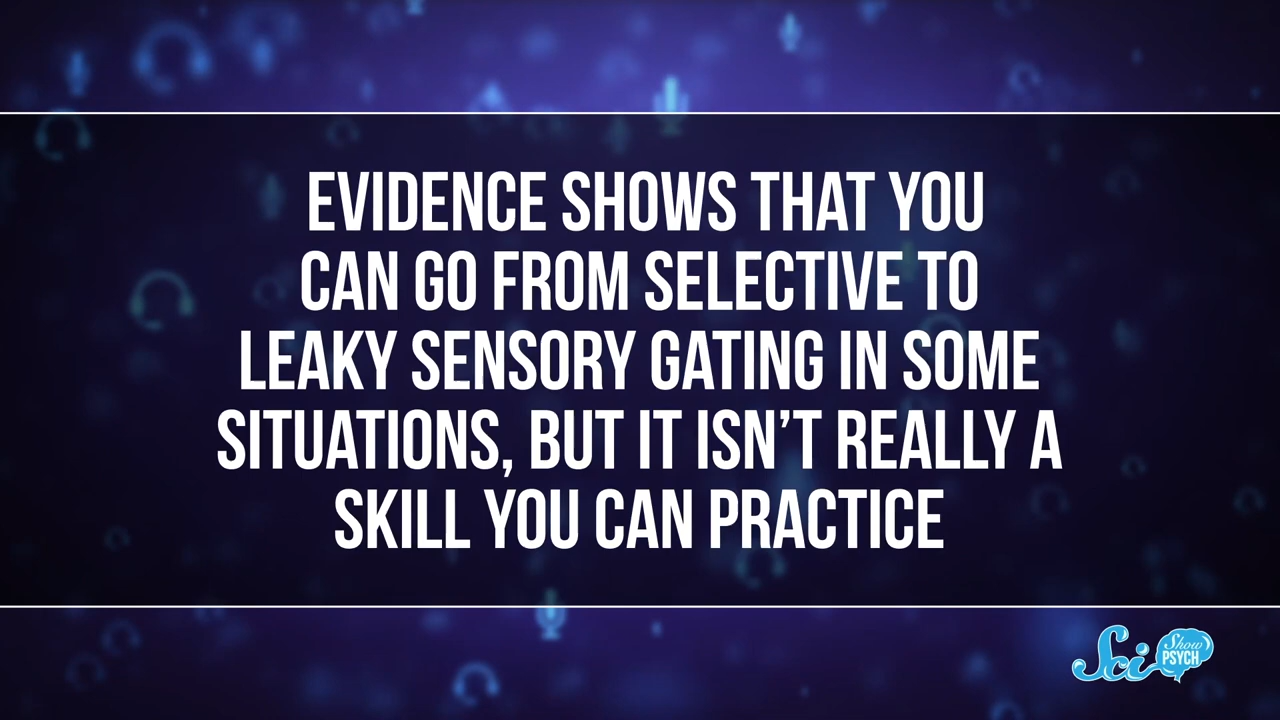 EVIDENCE SHOWS THAT YOU
CAN GO FROM SELECTIVE TO
LEAKY SENSORY GATING IN SOME
SITUATIONS, BUT IT ISN'T REALLY A
SKILL YOU CAN PRACTICE
Sci Show
PSYCH